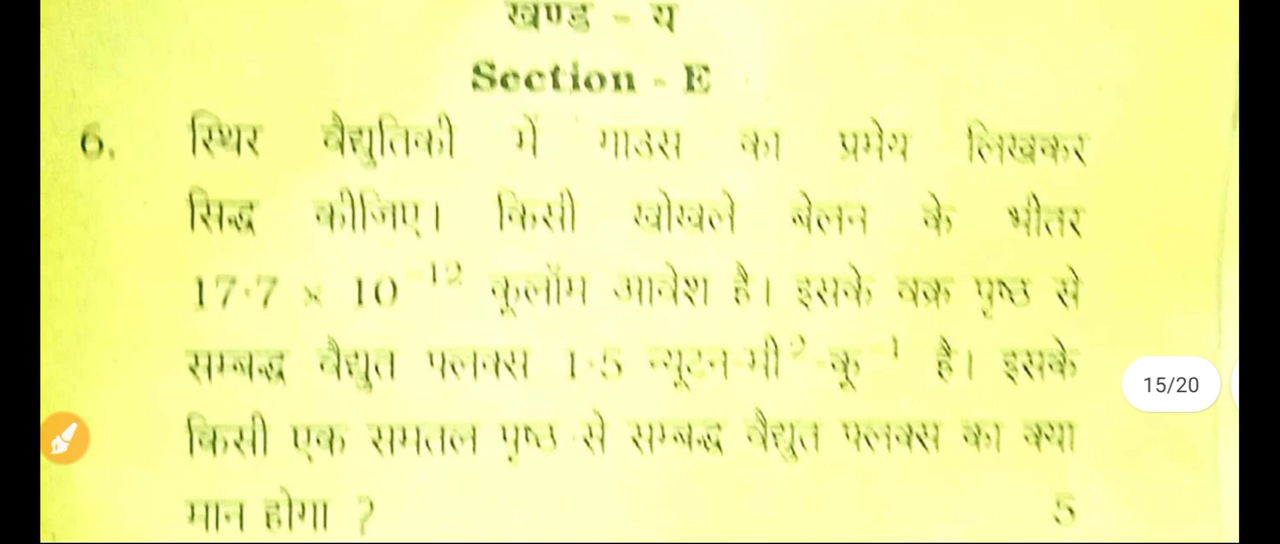 खण्ड - य
Section - E
6. स्थिर वैद्युतिकी में गाउस का प्रमेय लिखकर
सिद्ध कीजिए। किसी खोखले बेलन के भीतर
17·7 × 10⁻¹² कूलॉम आवेश है। इसके वक्र पृष्ठ से
सम्बद्ध वैद्युत फ्लक्स 1·5 न्यूटन-मी²-कू⁻¹ है। इसके
किसी एक समतल पृष्ठ से सम्बद्ध वैद्युत फ्लक्स का क्या
मान होगा ? 5
15/20